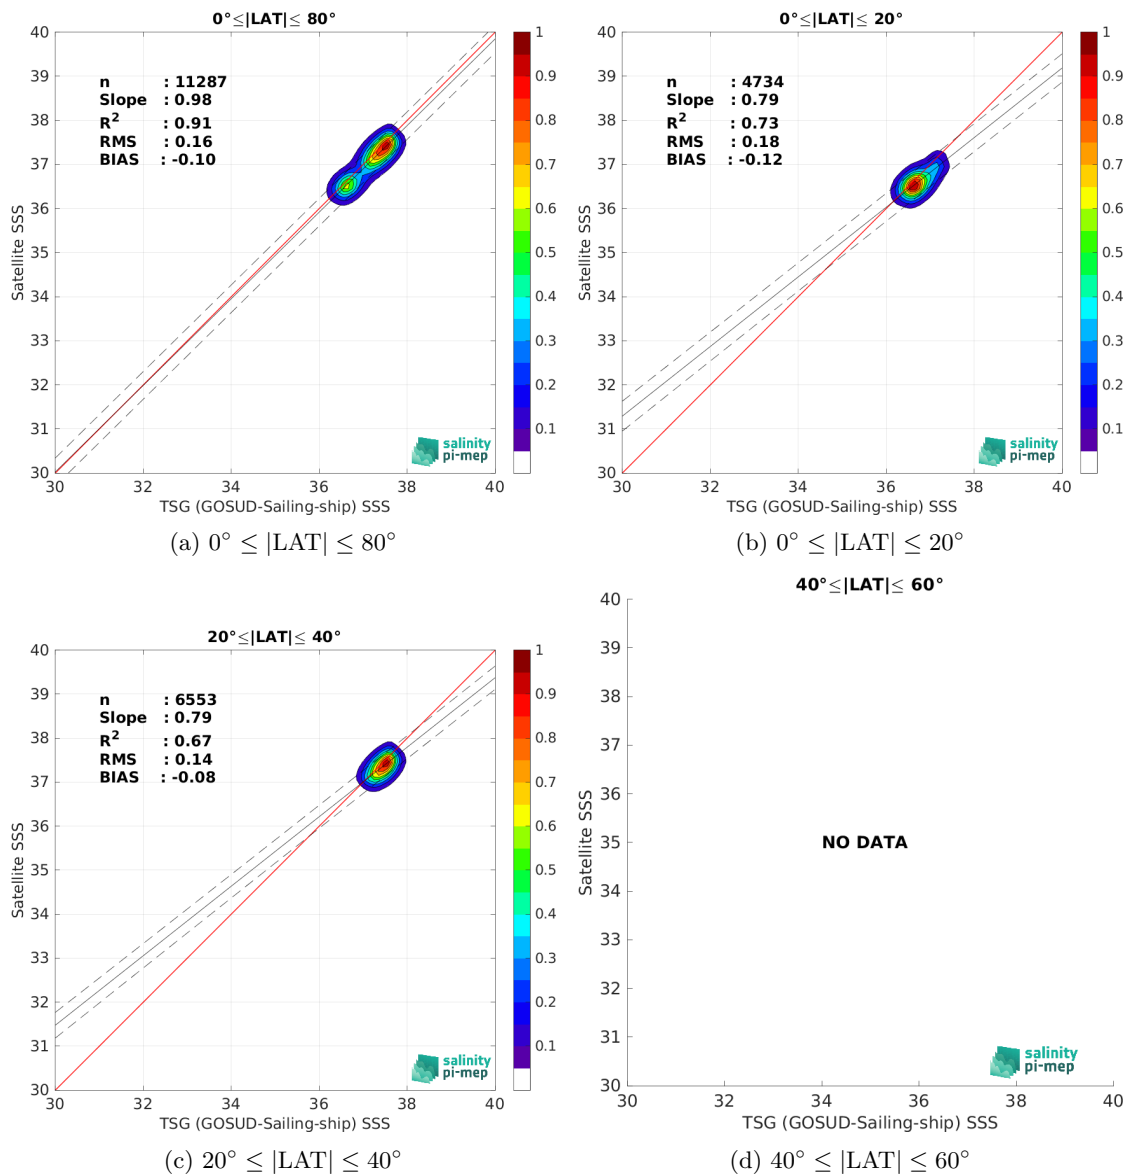 0°≤|LAT|≤ 80°
n : 11287
Slope : 0.98
R² : 0.91
RMS : 0.16
BIAS : -0.10
Satellite SSS
40
39
38
37
36
35
34
33
32
31
30
30 32 34 36 38 40
TSG (GOSUD-Sailing-ship) SSS
1
0.9
0.8
0.7
0.6
0.5
0.4
0.3
0.2
0.1
salinity
pi-mep
(a) 0° ≤ |LAT| ≤ 80°
0°≤|LAT|≤ 20°
n : 4734
Slope : 0.79
R² : 0.73
RMS : 0.18
BIAS : -0.12
Satellite SSS
40
39
38
37
36
35
34
33
32
31
30
30 32 34 36 38 40
TSG (GOSUD-Sailing-ship) SSS
1
0.9
0.8
0.7
0.6
0.5
0.4
0.3
0.2
0.1
salinity
pi-mep
(b) 0° ≤ |LAT| ≤ 20°
20°≤|LAT|≤ 40°
n : 6553
Slope : 0.79
R² : 0.67
RMS : 0.14
BIAS : -0.08
Satellite SSS
40
39
38
37
36
35
34
33
32
31
30
30 32 34 36 38 40
TSG (GOSUD-Sailing-ship) SSS
1
0.9
0.8
0.7
0.6
0.5
0.4
0.3
0.2
0.1
salinity
pi-mep
(c) 20° ≤ |LAT| ≤ 40°
40°≤|LAT|≤ 60°
Satellite SSS
40
39
38
37
36
35
34
33
32
31
30
NO DATA
30 32 34 36 38 40
TSG (GOSUD-Sailing-ship) SSS
salinity
pi-mep
(d) 40° ≤ |LAT| ≤ 60°